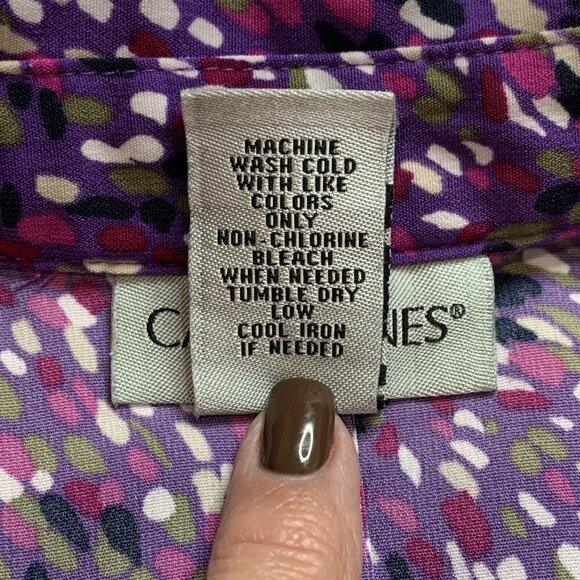 MACHINE
WASH COLD
WITH LIKE
COLORS
ONLY
NON-CHLORINE
BLEACH
WHEN NEEDED
TUMBLE DRY
LOW
COOL IRON
IF NEEDED